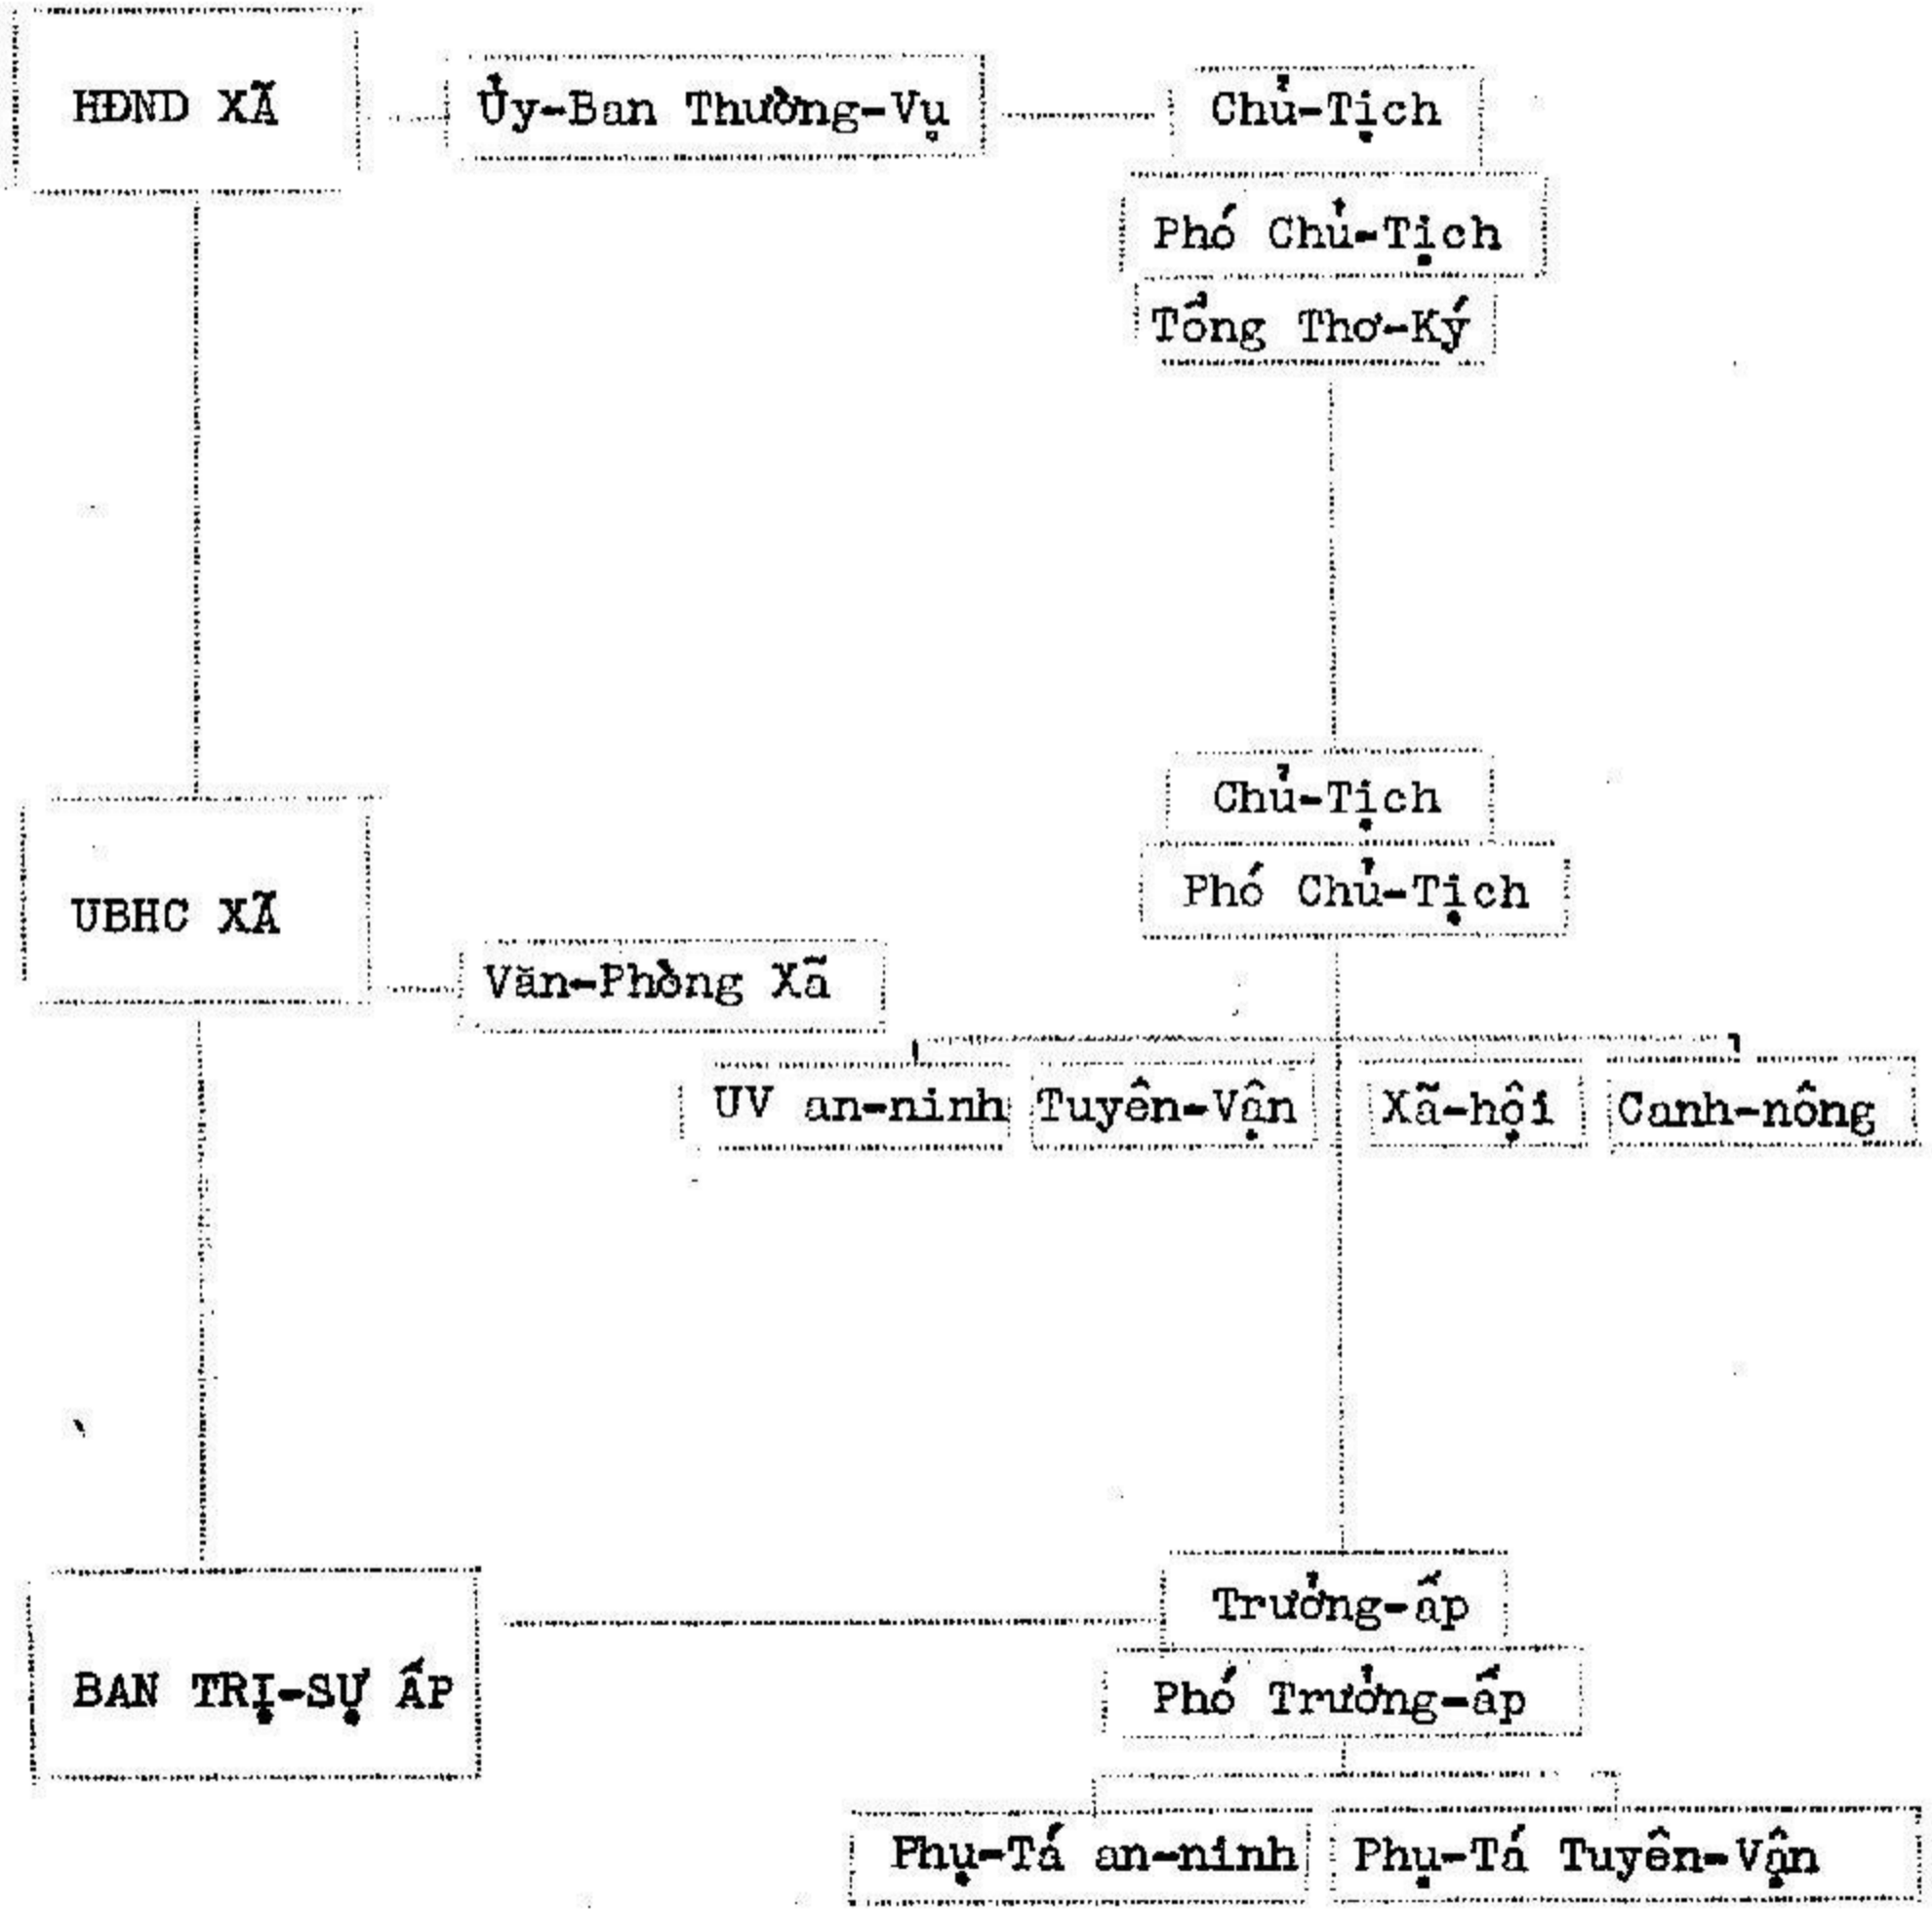 HĐND XÃ
Ủy-Ban Thường-Vụ
Chủ-Tịch
Phó Chủ-Tịch
Tổng Thơ-Ký
UBHC XÃ
Chủ-Tịch
Phó Chủ-Tịch
Văn-Phòng Xã
UV an-ninh
Tuyên-Vận
Xã-hội
Canh-nông
BAN TRỊ-SỰ ẤP
Trưởng-ấp
Phó Trưởng-ấp
Phụ-Tá an-ninh
Phụ-Tá Tuyên-Vận